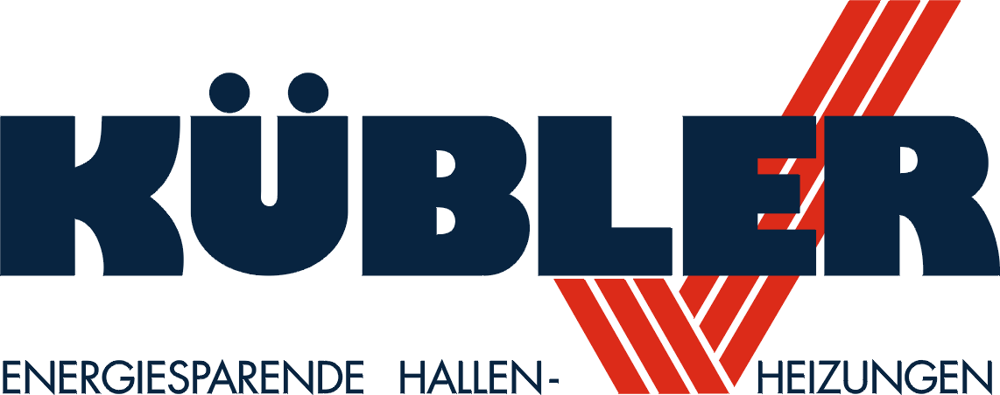 KÜBLER
ENERGIESPARENDE HALLEN- HEIZUNGEN